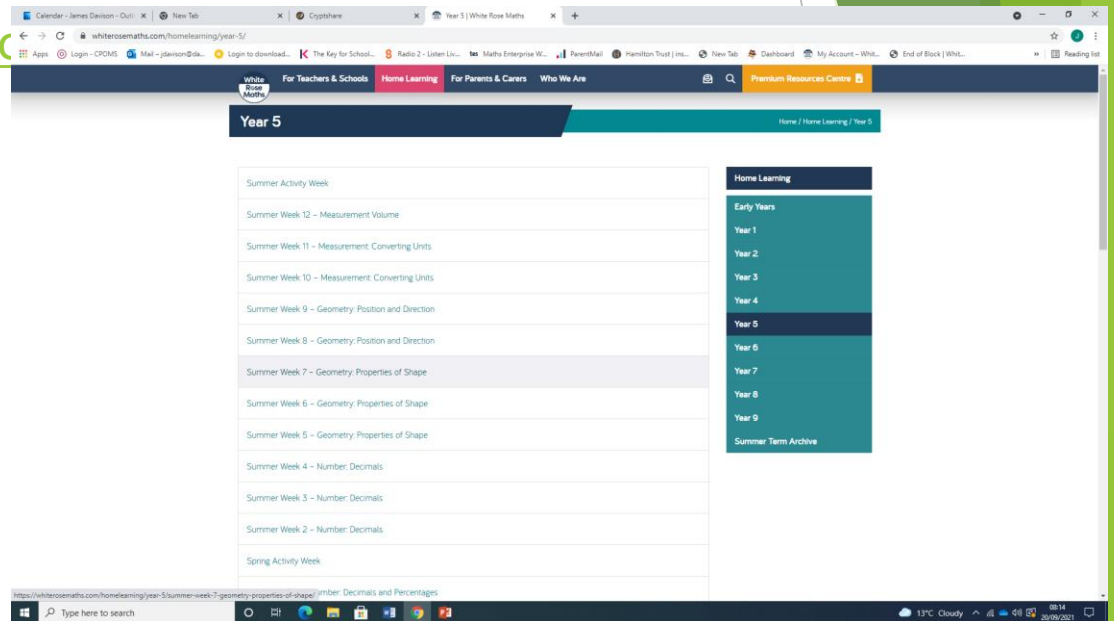 Calendar - James Davison - Outl
New Tab
Cryptshare
Year 5 | White Rose Maths
whiterosemaths.com/homelearning/year-5/
Apps
Login - CPOMS
Mail - jdavison@da...
Login to download...
The Key for School...
Radio 2 - Listen Liv...
tes Maths Enterprise W...
ParentMail
Hamilton Trust | ins...
New Tab
Dashboard
My Account – Whit...
End of Block | Whit...
»
Reading list
White
Rose
Maths
For Teachers & Schools
Home Learning
For Parents & Carers
Who We Are
Premium Resources Centre
Year 5
Home / Home Learning / Year 5
Summer Activity Week
Summer Week 12 – Measurement Volume
Summer Week 11 – Measurement: Converting Units
Summer Week 10 – Measurement: Converting Units
Summer Week 9 – Geometry: Position and Direction
Summer Week 8 – Geometry: Position and Direction
Summer Week 7 – Geometry: Properties of Shape
Summer Week 6 – Geometry: Properties of Shape
Summer Week 5 – Geometry: Properties of Shape
Summer Week 4 – Number: Decimals
Summer Week 3 – Number: Decimals
Summer Week 2 – Number: Decimals
Spring Activity Week
Decimals and Percentages
Home Learning
Early Years
Year 1
Year 2
Year 3
Year 4
Year 5
Year 6
Year 7
Year 8
Year 9
Summer Term Archive
https://whiterosemaths.com/homelearning/year-5/summer-week-7-geometry-properties-of-shape/
Type here to search
13°C Cloudy
08:14
20/09/2021